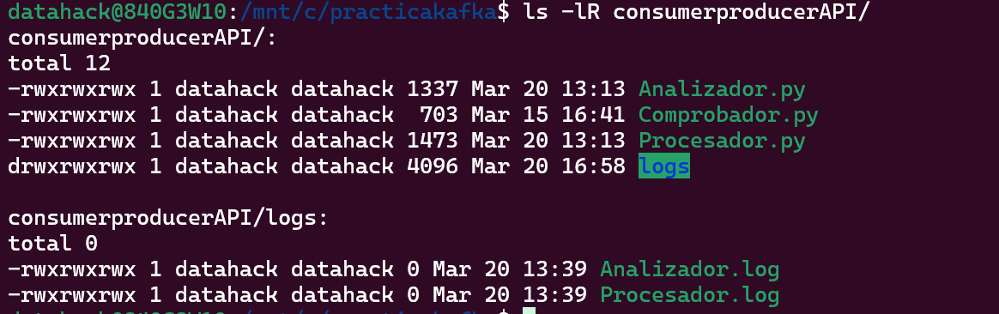 datahack@840G3W10:/mnt/c/practicakafka$ ls -lR consumerproducerAPI/
consumerproducerAPI/:
total 12
-rwxrwxrwx 1 datahack datahack 1337 Mar 20 13:13 Analizador.py
-rwxrwxrwx 1 datahack datahack  703 Mar 15 16:41 Comprobador.py
-rwxrwxrwx 1 datahack datahack 1473 Mar 20 13:13 Procesador.py
drwxrwxrwx 1 datahack datahack 4096 Mar 20 16:58 logs

consumerproducerAPI/logs:
total 0
-rwxrwxrwx 1 datahack datahack 0 Mar 20 13:39 Analizador.log
-rwxrwxrwx 1 datahack datahack 0 Mar 20 13:39 Procesador.log